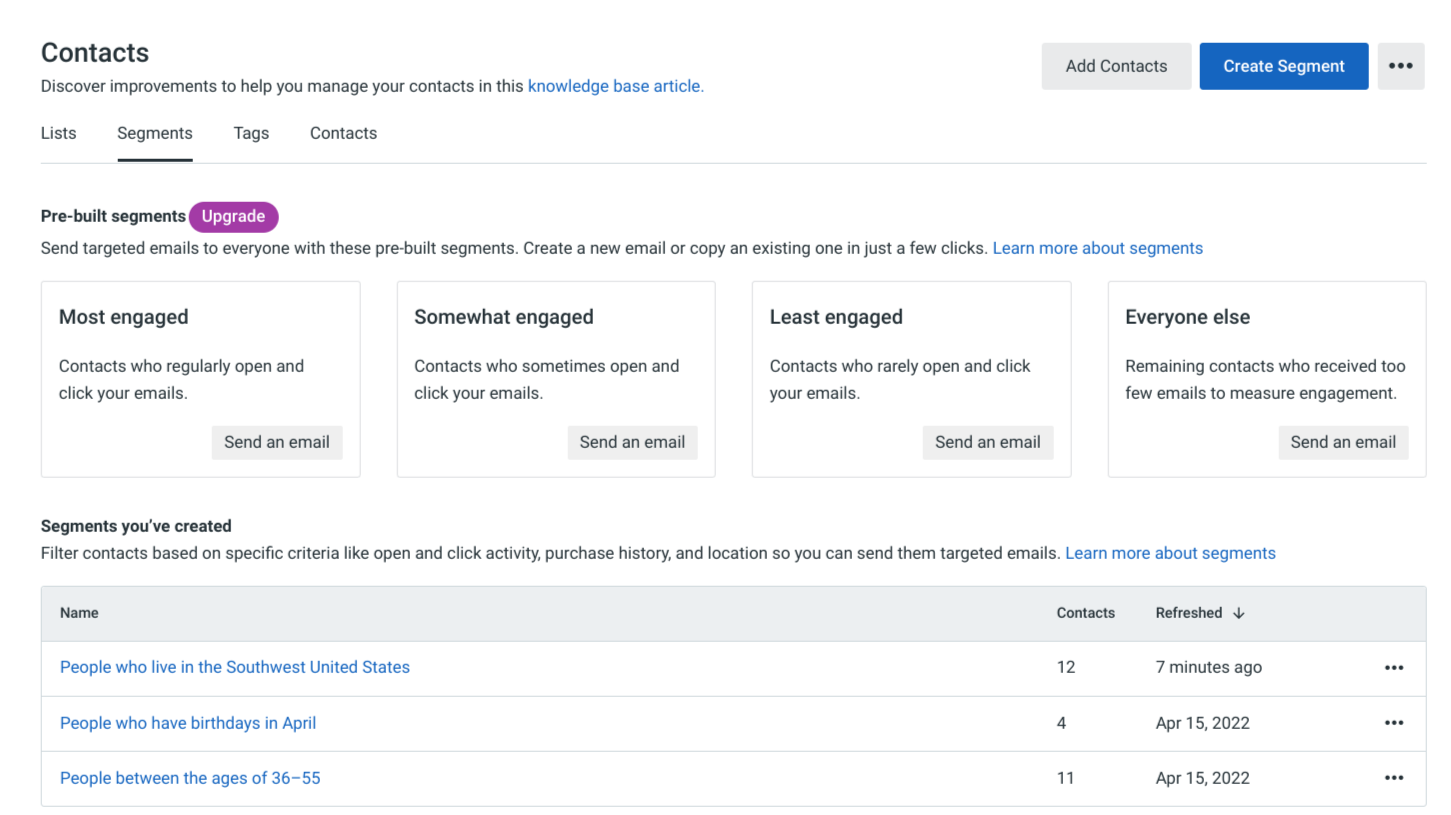 Contacts
Add Contacts
Create Segment
Discover improvements to help you manage your contacts in this knowledge base article.
Lists Segments Tags Contacts
Pre-built segments Upgrade
Send targeted emails to everyone with these pre-built segments. Create a new email or copy an existing one in just a few clicks. Learn more about segments
Most engaged
Contacts who regularly open and
click your emails.
Send an email
Somewhat engaged
Contacts who sometimes open and
click your emails.
Send an email
Least engaged
Contacts who rarely open and click
your emails.
Send an email
Everyone else
Remaining contacts who received too
few emails to measure engagement.
Send an email
Segments you’ve created
Filter contacts based on specific criteria like open and click activity, purchase history, and location so you can send them targeted emails. Learn more about segments
Name Contacts Refreshed ↓
People who live in the Southwest United States 12 7 minutes ago
People who have birthdays in April 4 Apr 15, 2022
People between the ages of 36–55 11 Apr 15, 2022